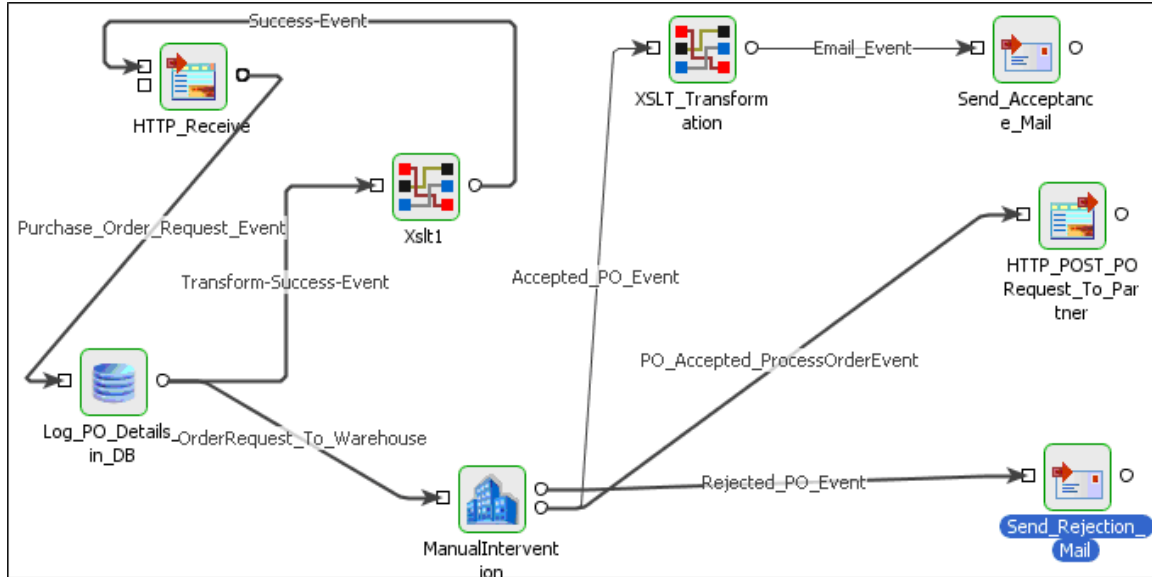 Success-Event
HTTP_Receive
XSLT_Transform
ation
Email_Event
Send_Acceptanc
e_Mail
Purchase_Order_Request_Event
Xslt1
Transform-Success-Event
Accepted_PO_Event
HTTP_POST_PO
Request_To_Par
tner
PO_Accepted_ProcessOrderEvent
Log_PO_Details_
in_DB
OrderRequest_To_Warehouse
ManualInterventi
ion
Rejected_PO_Event
Send_Rejection_
Mail